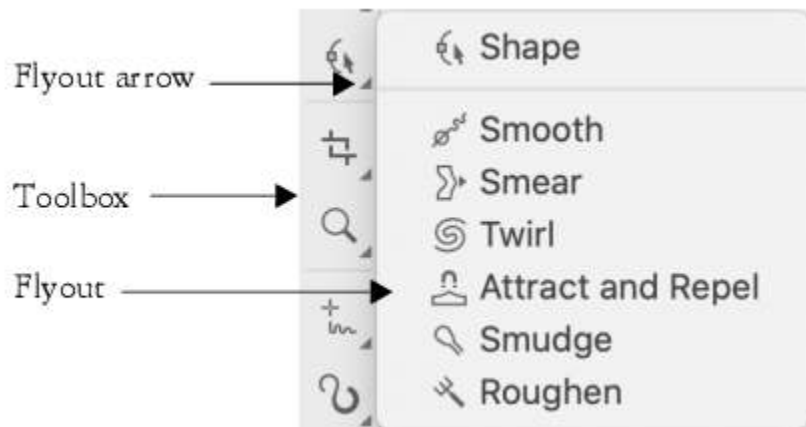 Shape
Flyout arrow
Smooth
Smear
Toolbox
Twirl
Flyout
Attract and Repel
Smudge
Roughen